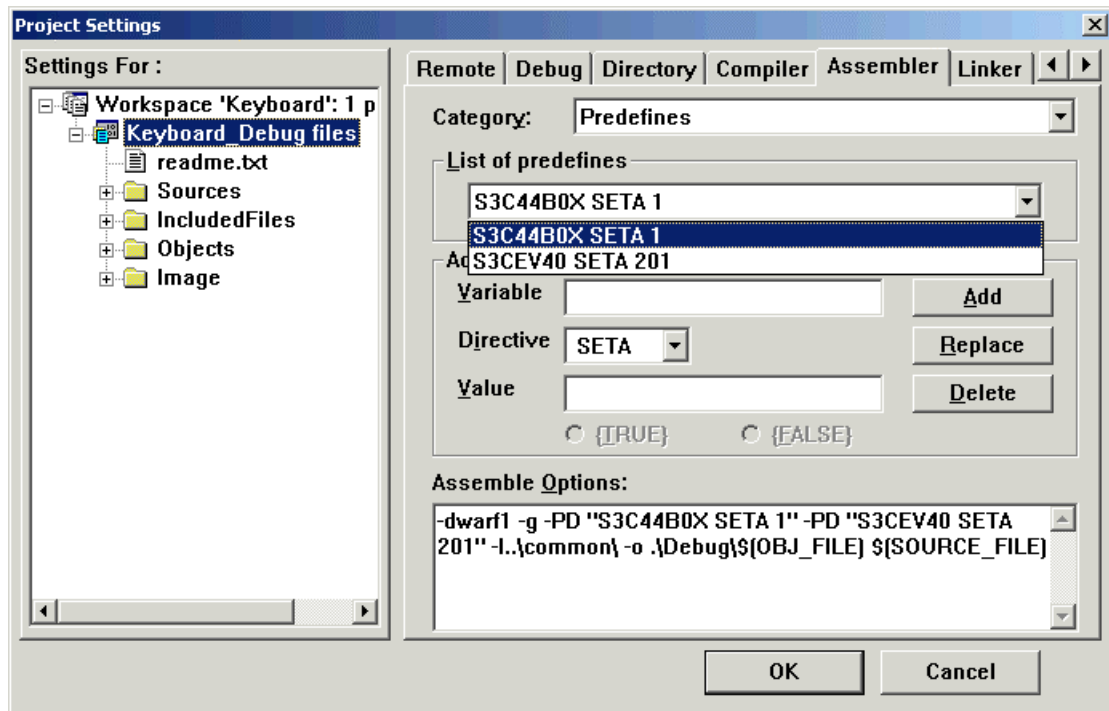 Project Settings
Settings For :
Workspace 'Keyboard': 1 p
Keyboard_Debug files
readme.txt
Sources
IncludedFiles
Objects
Image
Remote
Debug
Directory
Compiler
Assembler
Linker
Category:
Predefines
List of predefines
S3C44B0X SETA 1
S3C44B0X SETA 1
S3CEV40 SETA 201
Variable
Add
Directive
SETA
Replace
Value
Delete
{TRUE}
{FALSE}
Assemble Options:
-dwarf1 -g -PD "S3C44B0X SETA 1" -PD "S3CEV40 SETA
201" -I..\common\ -o .\Debug\$(OBJ_FILE) $(SOURCE_FILE)
OK
Cancel